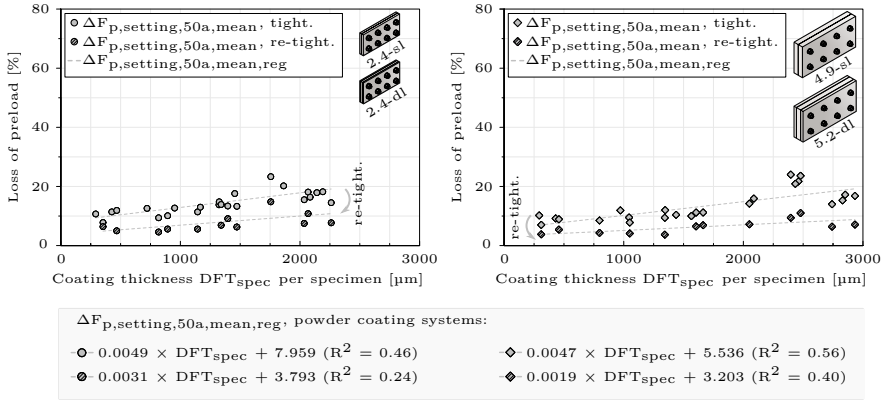 80
60
40
20
0
Loss of preload [%]
ΔFp,setting,50a,mean, tight.
ΔFp,setting,50a,mean, re-tight.
ΔFp,setting,50a,mean,reg
2.4-sl
2.4-dl
re-tight.
0 1000 2000 3000
Coating thickness DFTspec per specimen [µm]
80
60
40
20
0
Loss of preload [%]
ΔFp,setting,50a,mean, tight.
ΔFp,setting,50a,mean, re-tight.
ΔFp,setting,50a,mean,reg
4.9-sl
5.2-dl
re-tight.
0 1000 2000 3000
Coating thickness DFTspec per specimen [µm]
ΔFp,setting,50a,mean,reg, powder coating systems:
0.0049 × DFTspec + 7.959 (R² = 0.46)
0.0031 × DFTspec + 3.793 (R² = 0.24)
0.0047 × DFTspec + 5.536 (R² = 0.56)
0.0019 × DFTspec + 3.203 (R² = 0.40)